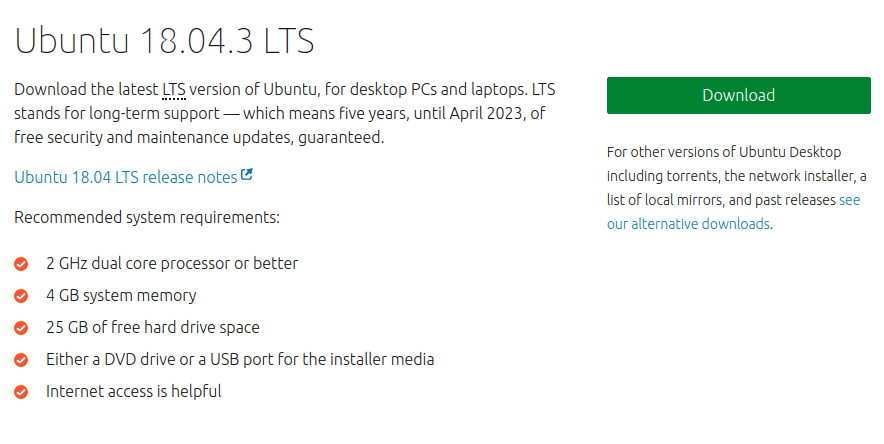 Ubuntu 18.04.3 LTS
Download the latest LTS version of Ubuntu, for desktop PCs and laptops. LTS
stands for long-term support — which means five years, until April 2023, of
free security and maintenance updates, guaranteed.
Ubuntu 18.04 LTS release notes
Recommended system requirements:
2 GHz dual core processor or better
4 GB system memory
25 GB of free hard drive space
Either a DVD drive or a USB port for the installer media
Internet access is helpful
Download
For other versions of Ubuntu Desktop
including torrents, the network installer, a
list of local mirrors, and past releases see
our alternative downloads.